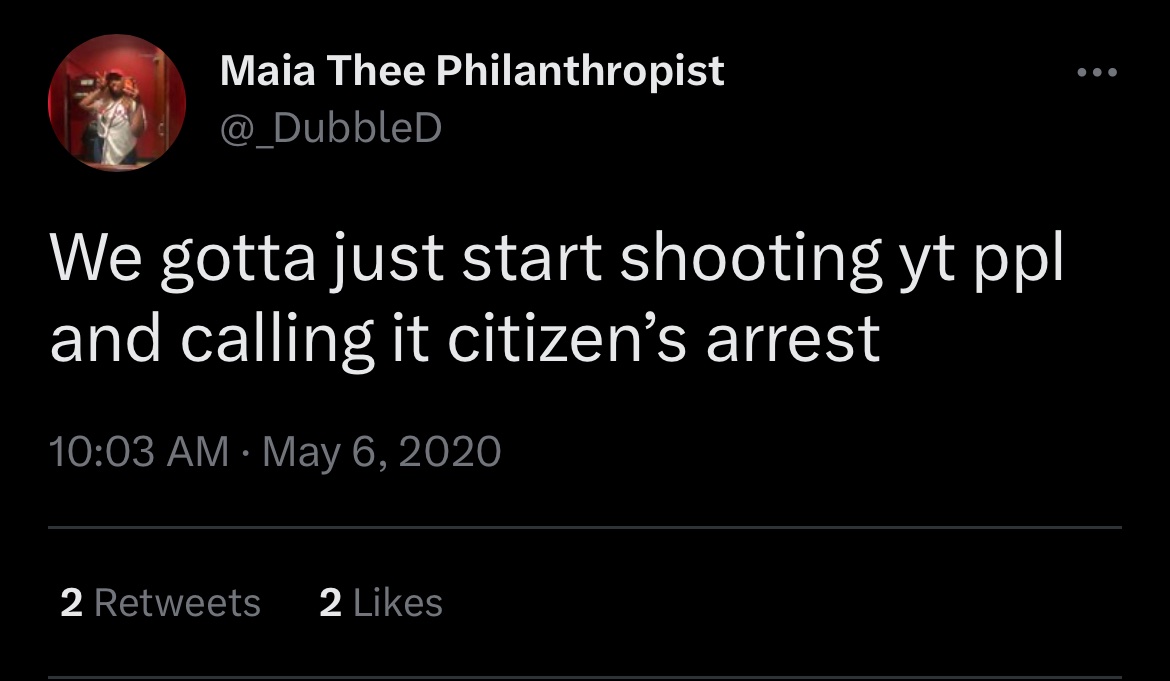 Maia Thee Philanthropist
@_DubbleD
We gotta just start shooting yt ppl
and calling it citizen’s arrest
10:03 AM · May 6, 2020
2 Retweets 2 Likes